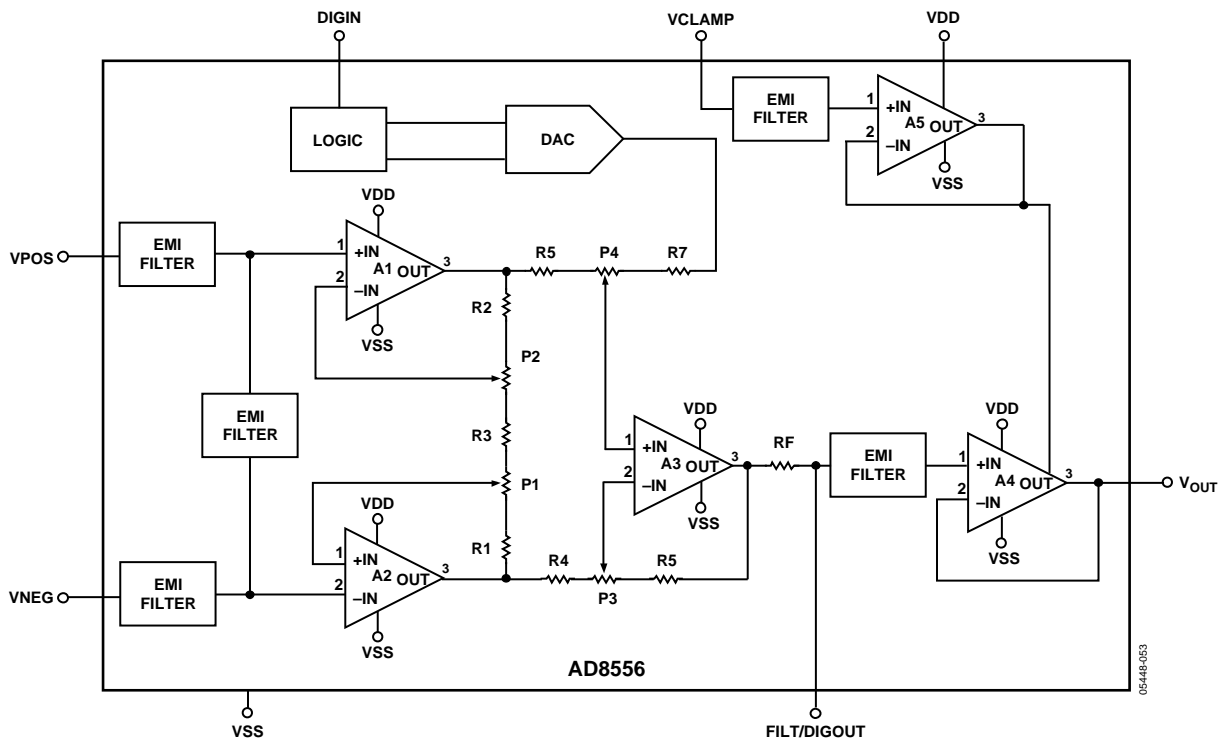 DIGIN
VCLAMP
VDD
LOGIC
DAC
EMI
FILTER
1
+IN
2
–IN
A5
OUT
3
VSS
VPOS
EMI
FILTER
VDD
1
+IN
2
–IN
A1
OUT
3
VSS
R5
P4
R7
R2
P2
EMI
FILTER
R3
P1
R1
VDD
1
+IN
2
–IN
A3
OUT
3
VSS
RF
EMI
FILTER
VDD
1
+IN
2
–IN
A4
OUT
3
VSS
VOUT
VNEG
EMI
FILTER
VDD
1
+IN
2
–IN
A2
OUT
3
VSS
R4
P3
R5
AD8556
VSS
FILT/DIGOUT
05448-053